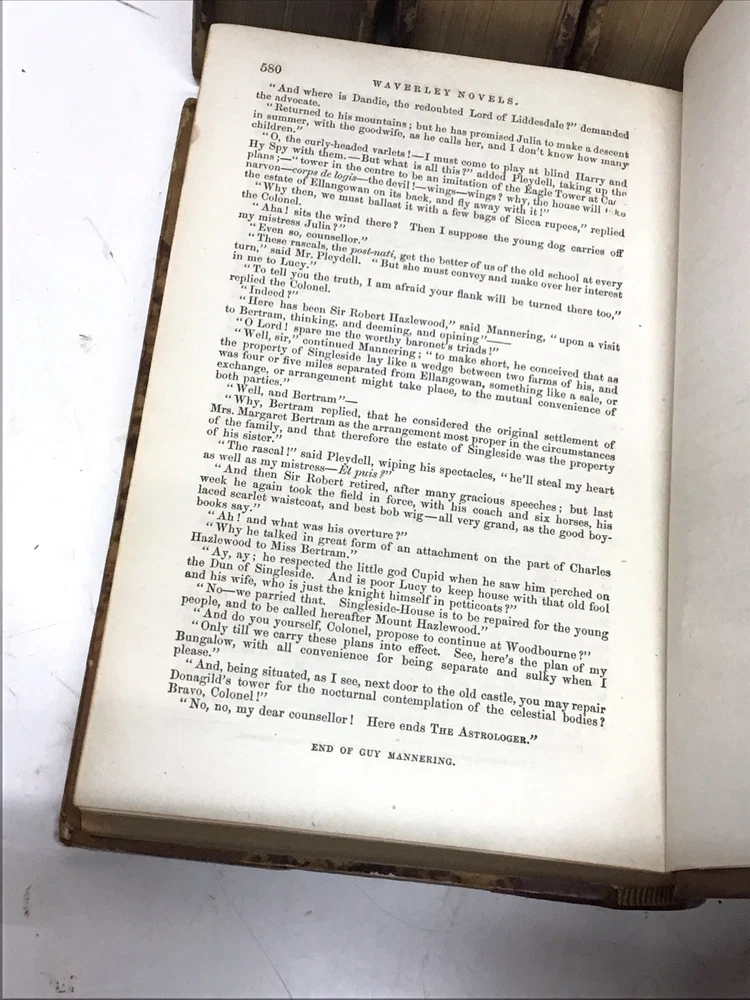 580
WAVERLEY NOVELS.
"And where is Dandie, the redoubted Lord of Liddesdale?" demanded
the advocate.
"Returned to his mountains; but he has promised Julia to make a descent
in summer, with the goodwife, as he calls her, and I don't know how many
children."
"O, the curly-headed varlets!—I must come to play at blind Harry and
Hy Spy with them.—But what is all this?" added Pleydell, taking up the
plans;—"tower in the centre to be an imitation of the Eagle Tower at Caer-
narvon—corps de logis—the devil!—wings—wings? why, the house will take
the estate of Ellangowan on its back, and fly away with it!"
"Why then, we must ballast it with a few bags of Sicca rupees," replied
the Colonel.
"Aha! sits the wind there? Then I suppose the young dog carries off
my mistress Julia?"
"Even so, counsellor."
"These rascals, the post-nati, get the better of us of the old school at every
turn," said Mr. Pleydell. "But she must convey and make over her interest
in me to Lucy."
"To tell you the truth, I am afraid your flank will be turned there too,"
replied the Colonel.
"Indeed?"
"Here has been Sir Robert Hazlewood," said Mannering, "upon a visit
to Bertram, thinking, and deeming, and opining"——
"O Lord! spare me the worthy baronet's triads!"
"Well, sir," continued Mannering; "to make short, he conceived that as
the property of Singleside lay like a wedge between two farms of his, and
was four or five miles separated from Ellangowan, something like a sale, or
exchange, or arrangement might take place, to the mutual convenience of
both parties."
"Well, and Bertram"—
"Why, Bertram replied, that he considered the original settlement of
Mrs. Margaret Bertram as the arrangement most proper in the circumstances
of the family, and that therefore the estate of Singleside was the property
of his sister."
"The rascal!" said Pleydell, wiping his spectacles, "he'll steal my heart
as well as my mistress—Et puis?"
"And then Sir Robert retired, after many gracious speeches; but last
week he again took the field in force, with his coach and six horses, his
laced scarlet waistcoat, and best bob wig—all very grand, as the good boy-
books say."
"Ah! and what was his overture?"
"Why he talked in great form of an attachment on the part of Charles
Hazlewood to Miss Bertram."
"Ay, ay; he respected the little god Cupid when he saw him perched on
the Dun of Singleside. And is poor Lucy to keep house with that old fool
and his wife, who is just the knight himself in petticoats?"
"No—we parried that. Singleside-House is to be repaired for the young
people, and to be called hereafter Mount Hazlewood."
"And do you yourself, Colonel, propose to continue at Woodbourne?"
"Only till we carry these plans into effect. See, here's the plan of my
Bungalow, with all convenience for being separate and sulky when I
please."
"And, being situated, as I see, next door to the old castle, you may repair
Donagild's tower for the nocturnal contemplation of the celestial bodies?
Bravo, Colonel!"
"No, no, my dear counsellor! Here ends THE ASTROLOGER."
END OF GUY MANNERING.